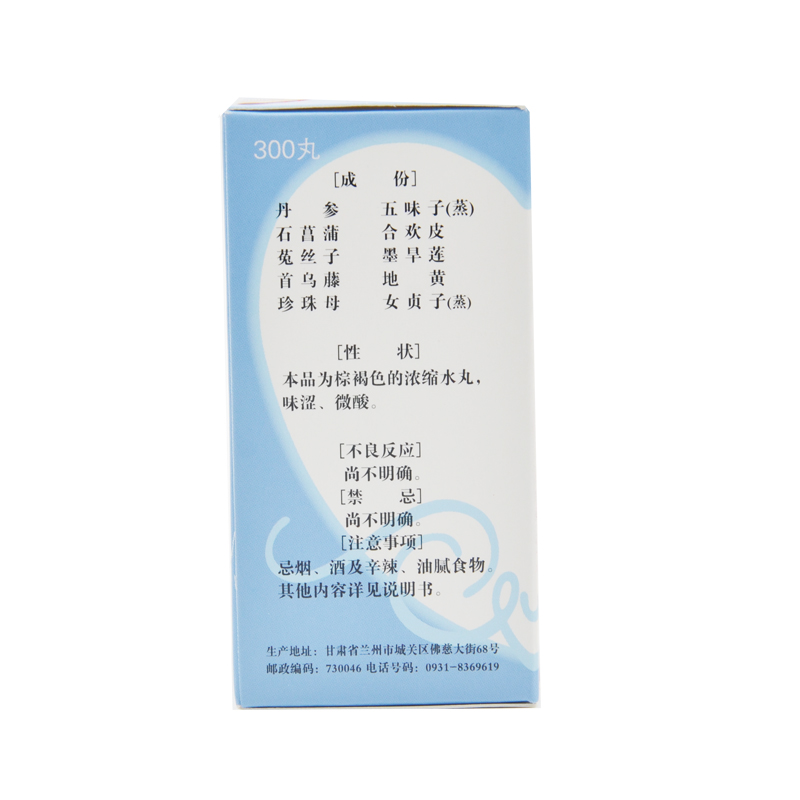 300丸
[成 份]
丹 参 五味子(蒸)
石菖蒲 合欢皮
菟丝子 墨旱莲
首乌藤 地 黄
珍珠母 女贞子(蒸)
[性 状]
本品为棕褐色的浓缩水丸，
味涩、微酸。
[不良反应]
尚不明确。
[禁 忌]
尚不明确。
[注意事项]
忌烟、酒及辛辣、油腻食物。
其他内容详见说明书。
生产地址：甘肃省兰州市城关区佛慈大街68号
邮政编码：730046 电话号码：0931-8369619